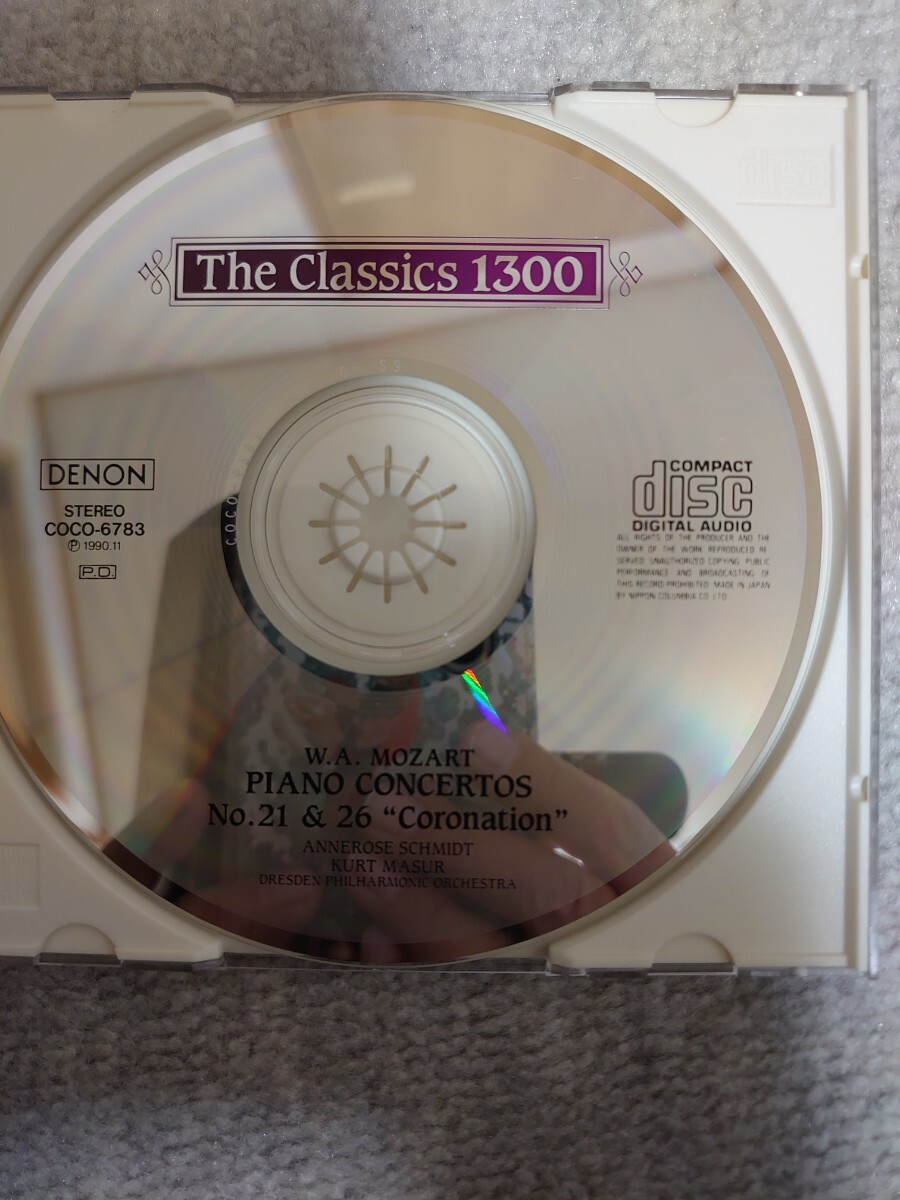 The Classics 1300
DENON
STEREO
COCO-6783
Ⓟ 1990.11
P.D.
COMPACT
disc
DIGITAL AUDIO
ALL RIGHTS OF THE PRODUCER AND THE
OWNER OF THE WORK REPRODUCED RE
SERVED UNAUTHORIZED COPYING PUBLIC
PERFORMANCE AND BROADCASTING OF
THIS RECORD PROHIBITED MADE IN JAPAN
BY NIPPON COLUMBIA CO LTD
W.A. MOZART
PIANO CONCERTOS
No.21 & 26 “Coronation”
ANNEROSE SCHMIDT
KURT MASUR
DRESDEN PHILHARMONIC ORCHESTRA
disc